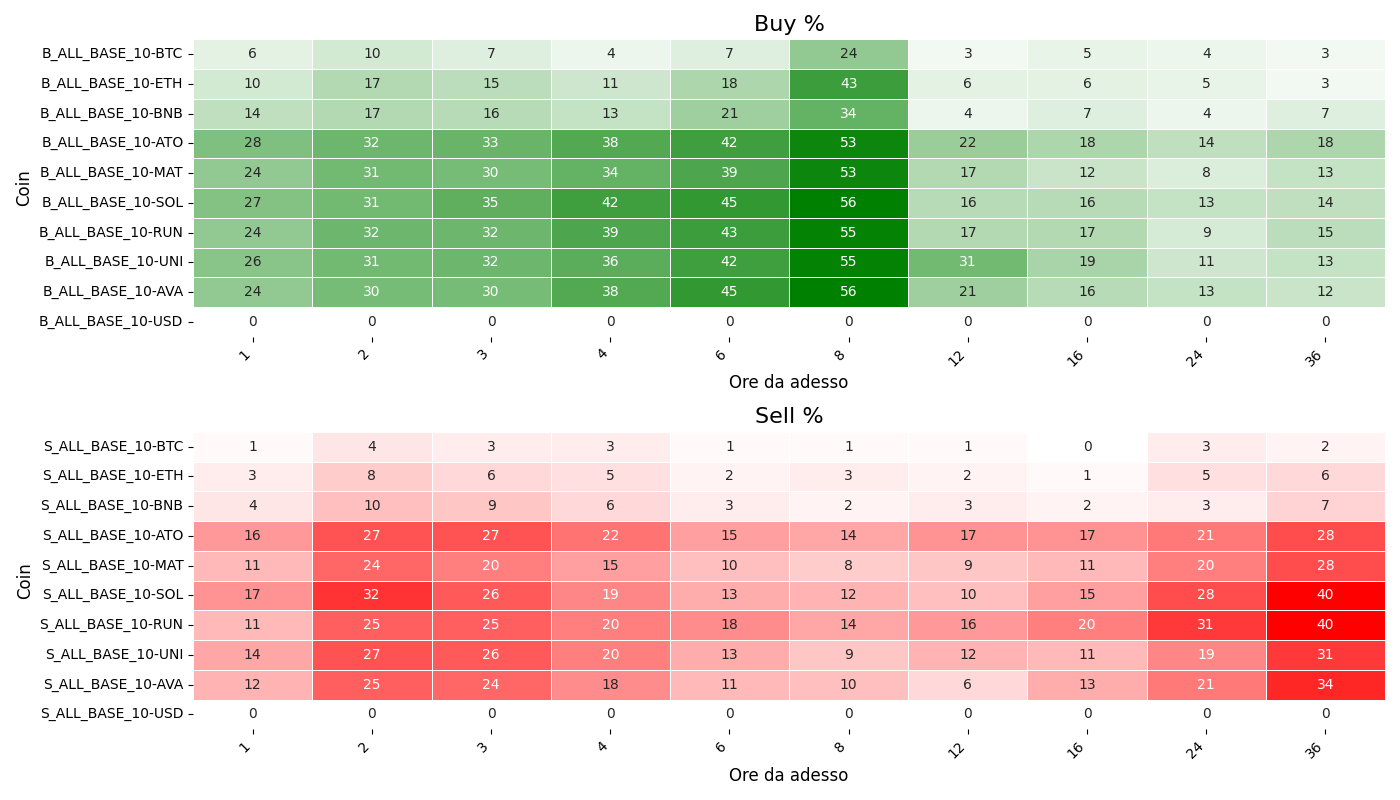 Buy %
Coin
B_ALL_BASE_10-BTC 6 10 7 4 7 24 3 5 4 3
B_ALL_BASE_10-ETH 10 17 15 11 18 43 6 6 5 3
B_ALL_BASE_10-BNB 14 17 16 13 21 34 4 7 4 7
B_ALL_BASE_10-ATO 28 32 33 38 42 53 22 18 14 18
B_ALL_BASE_10-MAT 24 31 30 34 39 53 17 12 8 13
B_ALL_BASE_10-SOL 27 31 35 42 45 56 16 16 13 14
B_ALL_BASE_10-RUN 24 32 32 39 43 55 17 17 9 15
B_ALL_BASE_10-UNI 26 31 32 36 42 55 31 19 11 13
B_ALL_BASE_10-AVA 24 30 30 38 45 56 21 16 13 12
B_ALL_BASE_10-USD 0 0 0 0 0 0 0 0 0 0
1 2 3 4 6 8 12 16 24 36
Ore da adesso
Sell %
Coin
S_ALL_BASE_10-BTC 1 4 3 3 1 1 1 0 3 2
S_ALL_BASE_10-ETH 3 8 6 5 2 3 2 1 5 6
S_ALL_BASE_10-BNB 4 10 9 6 3 2 3 2 3 7
S_ALL_BASE_10-ATO 16 27 27 22 15 14 17 17 21 28
S_ALL_BASE_10-MAT 11 24 20 15 10 8 9 11 20 28
S_ALL_BASE_10-SOL 17 32 26 19 13 12 10 15 28 40
S_ALL_BASE_10-RUN 11 25 25 20 18 14 16 20 31 40
S_ALL_BASE_10-UNI 14 27 26 20 13 9 12 11 19 31
S_ALL_BASE_10-AVA 12 25 24 18 11 10 6 13 21 34
S_ALL_BASE_10-USD 0 0 0 0 0 0 0 0 0 0
1 2 3 4 6 8 12 16 24 36
Ore da adesso